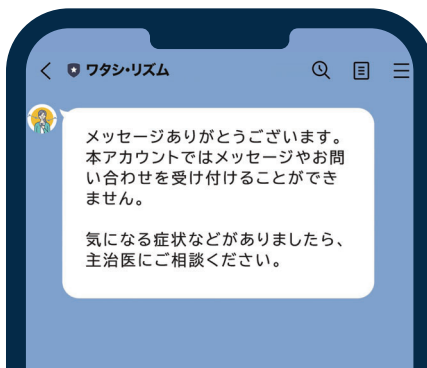 ワタシ・リズム
メッセージありがとうございます。
本アカウントではメッセージやお問
い合わせを受け付けることができ
ません。
気になる症状などがありましたら、
主治医にご相談ください。